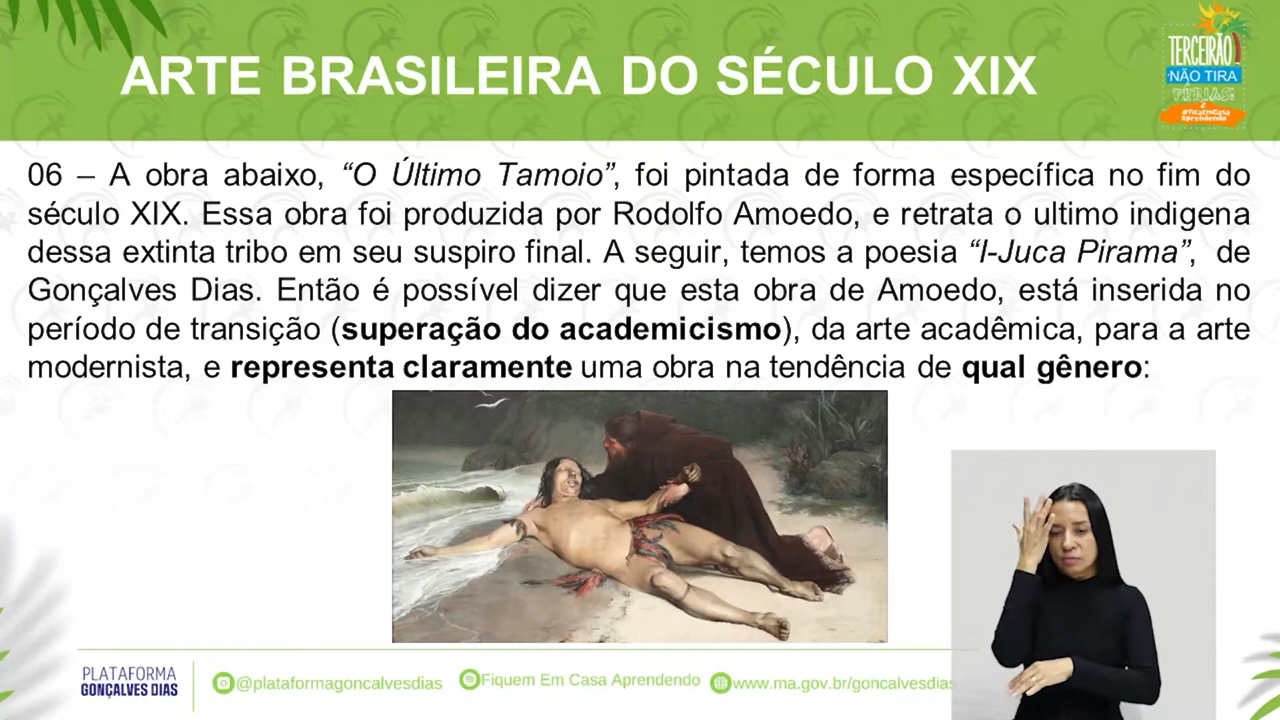 ARTE BRASILEIRA DO SÉCULO XIX
TERCEIRÃO!
NÃO TIRA
FÉRIAS!
é
#FicaEmCasa
Aprendendo
06 – A obra abaixo, “O Último Tamoio”, foi pintada de forma específica no fim do
século XIX. Essa obra foi produzida por Rodolfo Amoedo, e retrata o ultimo indigena
dessa extinta tribo em seu suspiro final. A seguir, temos a poesia “I-Juca Pirama”, de
Gonçalves Dias. Então é possível dizer que esta obra de Amoedo, está inserida no
período de transição (superação do academicismo), da arte acadêmica, para a arte
modernista, e representa claramente uma obra na tendência de qual gênero:
PLATAFORMA
GONÇALVES DIAS
@plataformagoncalvesdias
Fiquem Em Casa Aprendendo
www.ma.gov.br/goncalvesdias